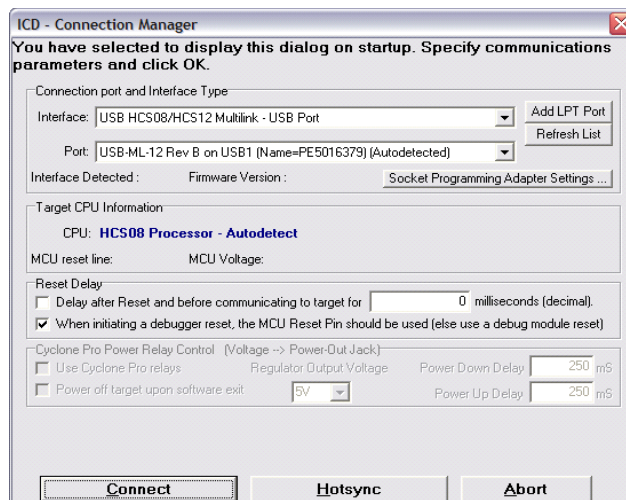 ICD - Connection Manager
You have selected to display this dialog on startup. Specify communications
parameters and click OK.
Connection port and Interface Type
Interface: USB HCS08/HCS12 Multilink - USB Port
Add LPT Port
Refresh List
Port: USB-ML-12 Rev B on USB1 (Name=PE5016379) (Autodetected)
Interface Detected : Firmware Version : Socket Programming Adapter Settings ...
Target CPU Information
CPU: HCS08 Processor - Autodetect
MCU reset line: MCU Voltage:
Reset Delay
Delay after Reset and before communicating to target for 0 milliseconds (decimal).
When initiating a debugger reset, the MCU Reset Pin should be used (else use a debug module reset)
Cyclone Pro Power Relay Control (Voltage --> Power-Out Jack)
Use Cyclone Pro relays Regulator Output Voltage Power Down Delay 250 mS
Power off target upon software exit 5V Power Up Delay 250 mS
Connect Hotsync Abort